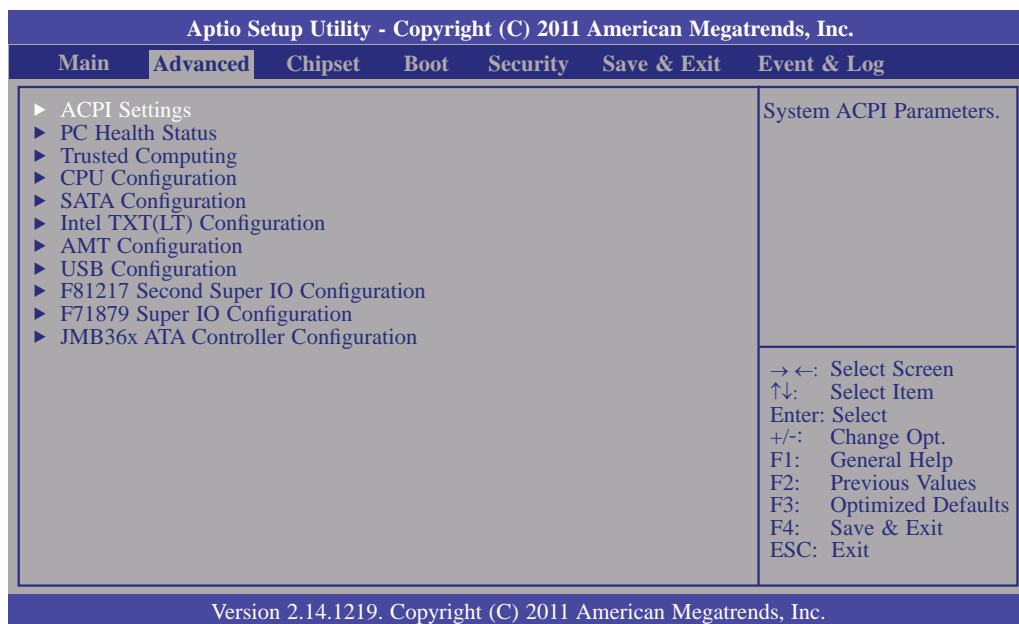 Aptio Setup Utility - Copyright (C) 2011 American Megatrends, Inc.
Main Advanced Chipset Boot Security Save & Exit Event & Log
► ACPI Settings
► PC Health Status
► Trusted Computing
► CPU Configuration
► SATA Configuration
► Intel TXT(LT) Configuration
► AMT Configuration
► USB Configuration
► F81217 Second Super IO Configuration
► F71879 Super IO Configuration
► JMB36x ATA Controller Configuration
System ACPI Parameters.
→ ←: Select Screen
↑↓: Select Item
Enter: Select
+/-: Change Opt.
F1: General Help
F2: Previous Values
F3: Optimized Defaults
F4: Save & Exit
ESC: Exit
Version 2.14.1219. Copyright (C) 2011 American Megatrends, Inc.